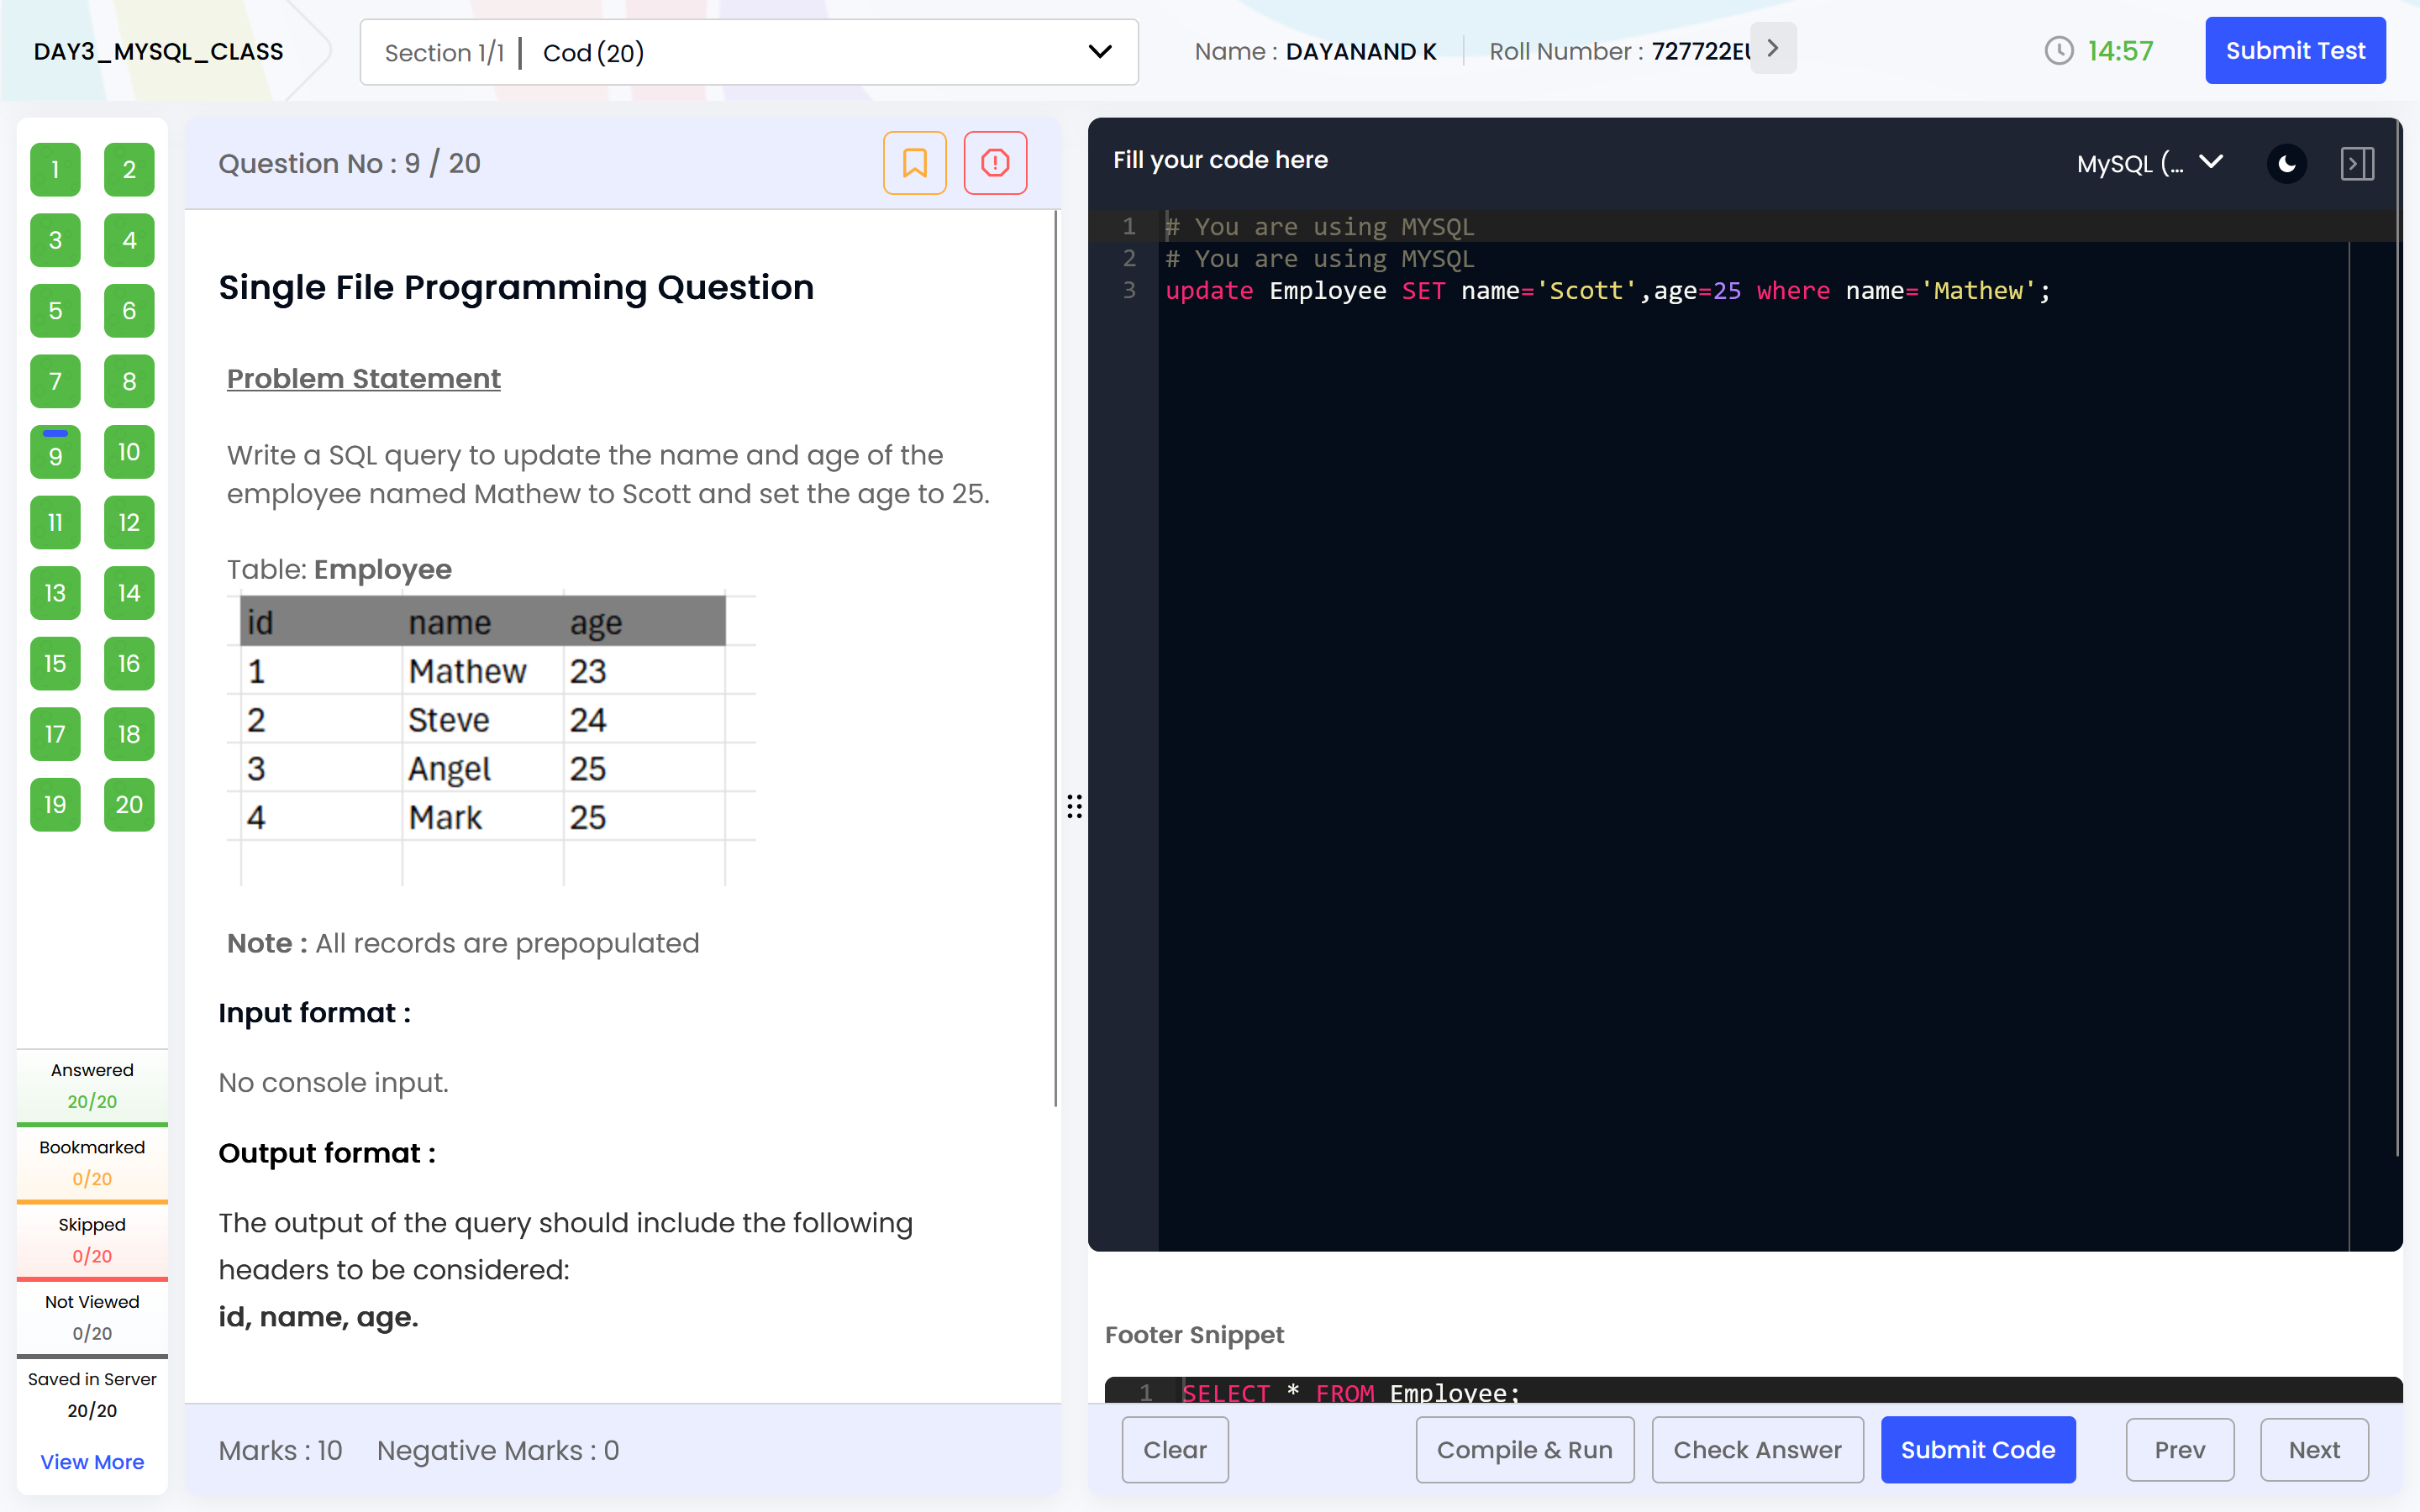 DAY3_MYSQL_CLASS
Section 1/1 | Cod (20)
Name : DAYANAND K
Roll Number : 727722EU
14:57
Submit Test
1 2
3 4
5 6
7 8
9 10
11 12
13 14
15 16
17 18
19 20
Answered
20/20
Bookmarked
0/20
Skipped
0/20
Not Viewed
0/20
Saved in Server
20/20
View More
Question No : 9 / 20
Single File Programming Question
Problem Statement
Write a SQL query to update the name and age of the
employee named Mathew to Scott and set the age to 25.
Table: Employee
id name age
1 Mathew 23
2 Steve 24
3 Angel 25
4 Mark 25
Note : All records are prepopulated
Input format :
No console input.
Output format :
The output of the query should include the following
headers to be considered:
id, name, age.
Marks : 10 Negative Marks : 0
Fill your code here
MySQL (...
1 # You are using MYSQL
2 # You are using MYSQL
3 update Employee SET name='Scott',age=25 where name='Mathew';
Footer Snippet
1 SELECT * FROM Employee;
Clear
Compile & Run
Check Answer
Submit Code
Prev
Next